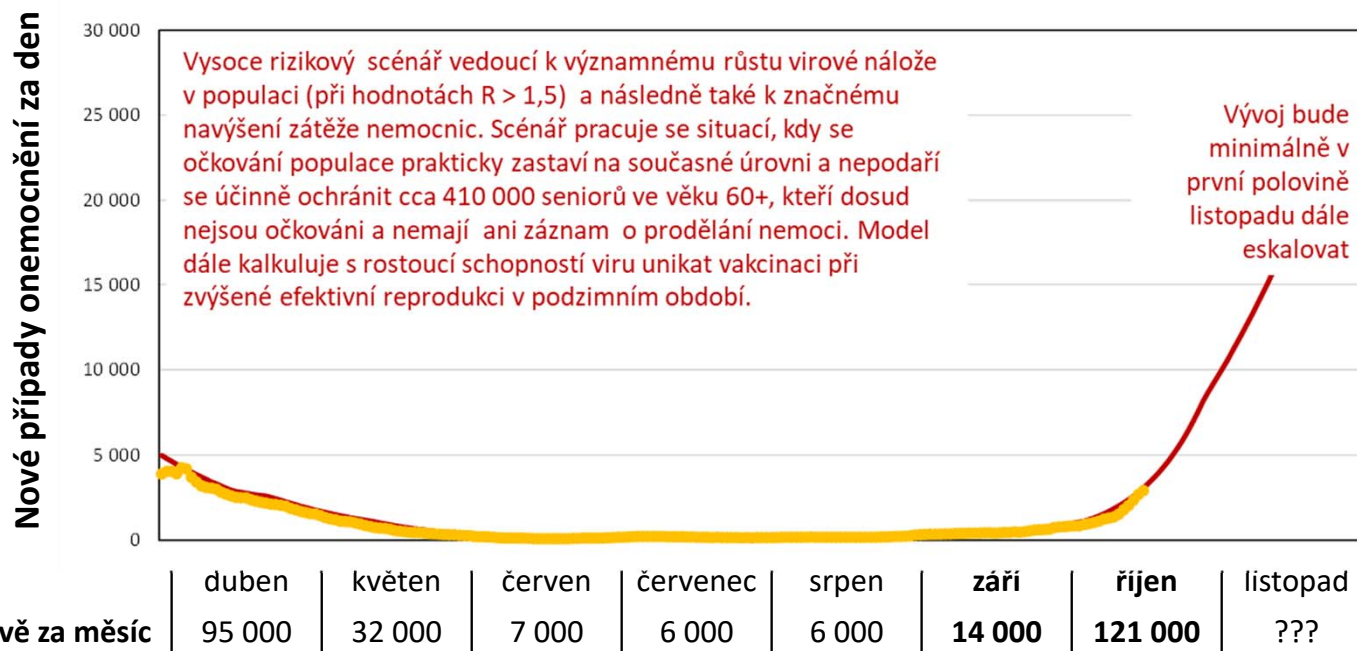 Nové případy onemocnění za den
30 000
25 000
20 000
15 000
10 000
5 000
0
Vysoce rizikový scénář vedoucí k významnému růstu virové nálože
v populaci (při hodnotách R > 1,5) a následně také k značnému
navýšení zátěže nemocnic. Scénář pracuje se situací, kdy se
očkování populace prakticky zastaví na současné úrovni a nepodaří
se účinně ochránit cca 410 000 seniorů ve věku 60+, kteří dosud
nejsou očkováni a nemají ani záznam o prodělání nemoci. Model
dále kalkuluje s rostoucí schopností viru unikat vakcinaci při
zvýšené efektivní reprodukci v podzimním období.
Vývoj bude
minimálně v
první polovině
listopadu dále
eskalovat
duben květen červen červenec srpen září říjen listopad
vě za měsíc 95 000 32 000 7 000 6 000 6 000 14 000 121 000 ???